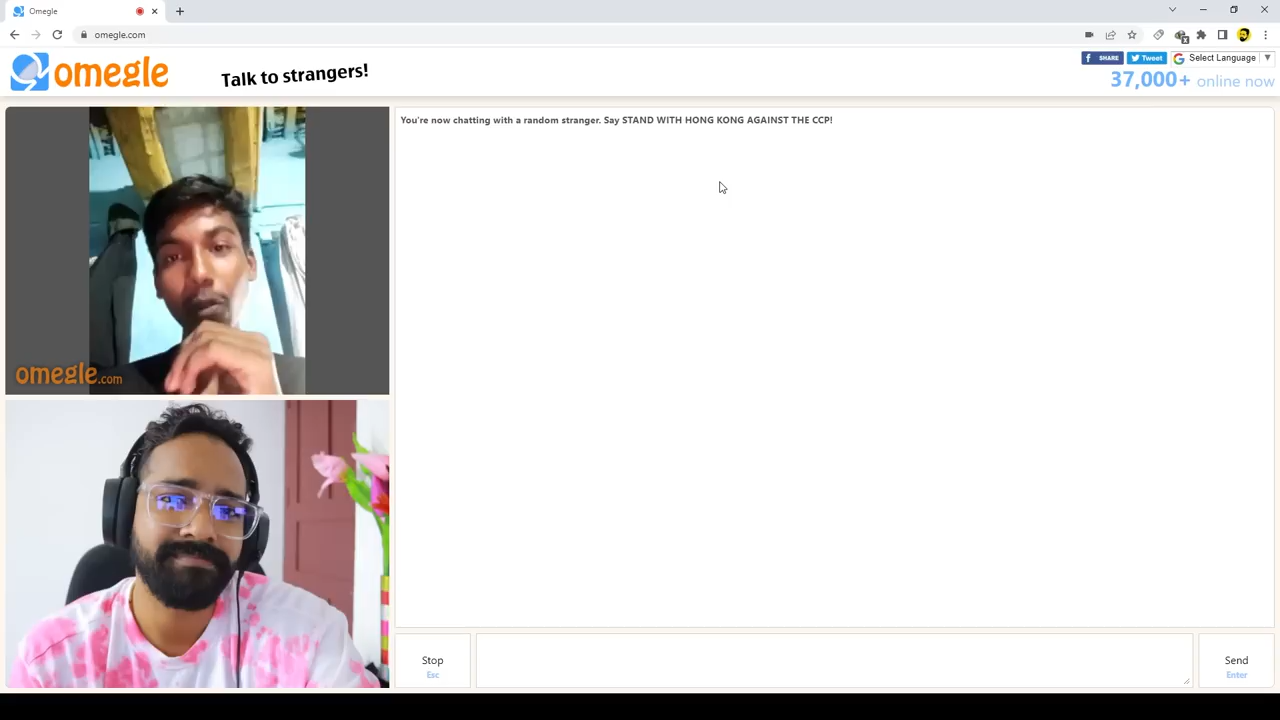 Omegle
omegle.com
omegle
Talk to strangers!
SHARE
Tweet
G Select Language ▼
37,000+ online now
You're now chatting with a random stranger. Say STAND WITH HONG KONG AGAINST THE CCP!
omegle.com
Stop
Esc
Send
Enter